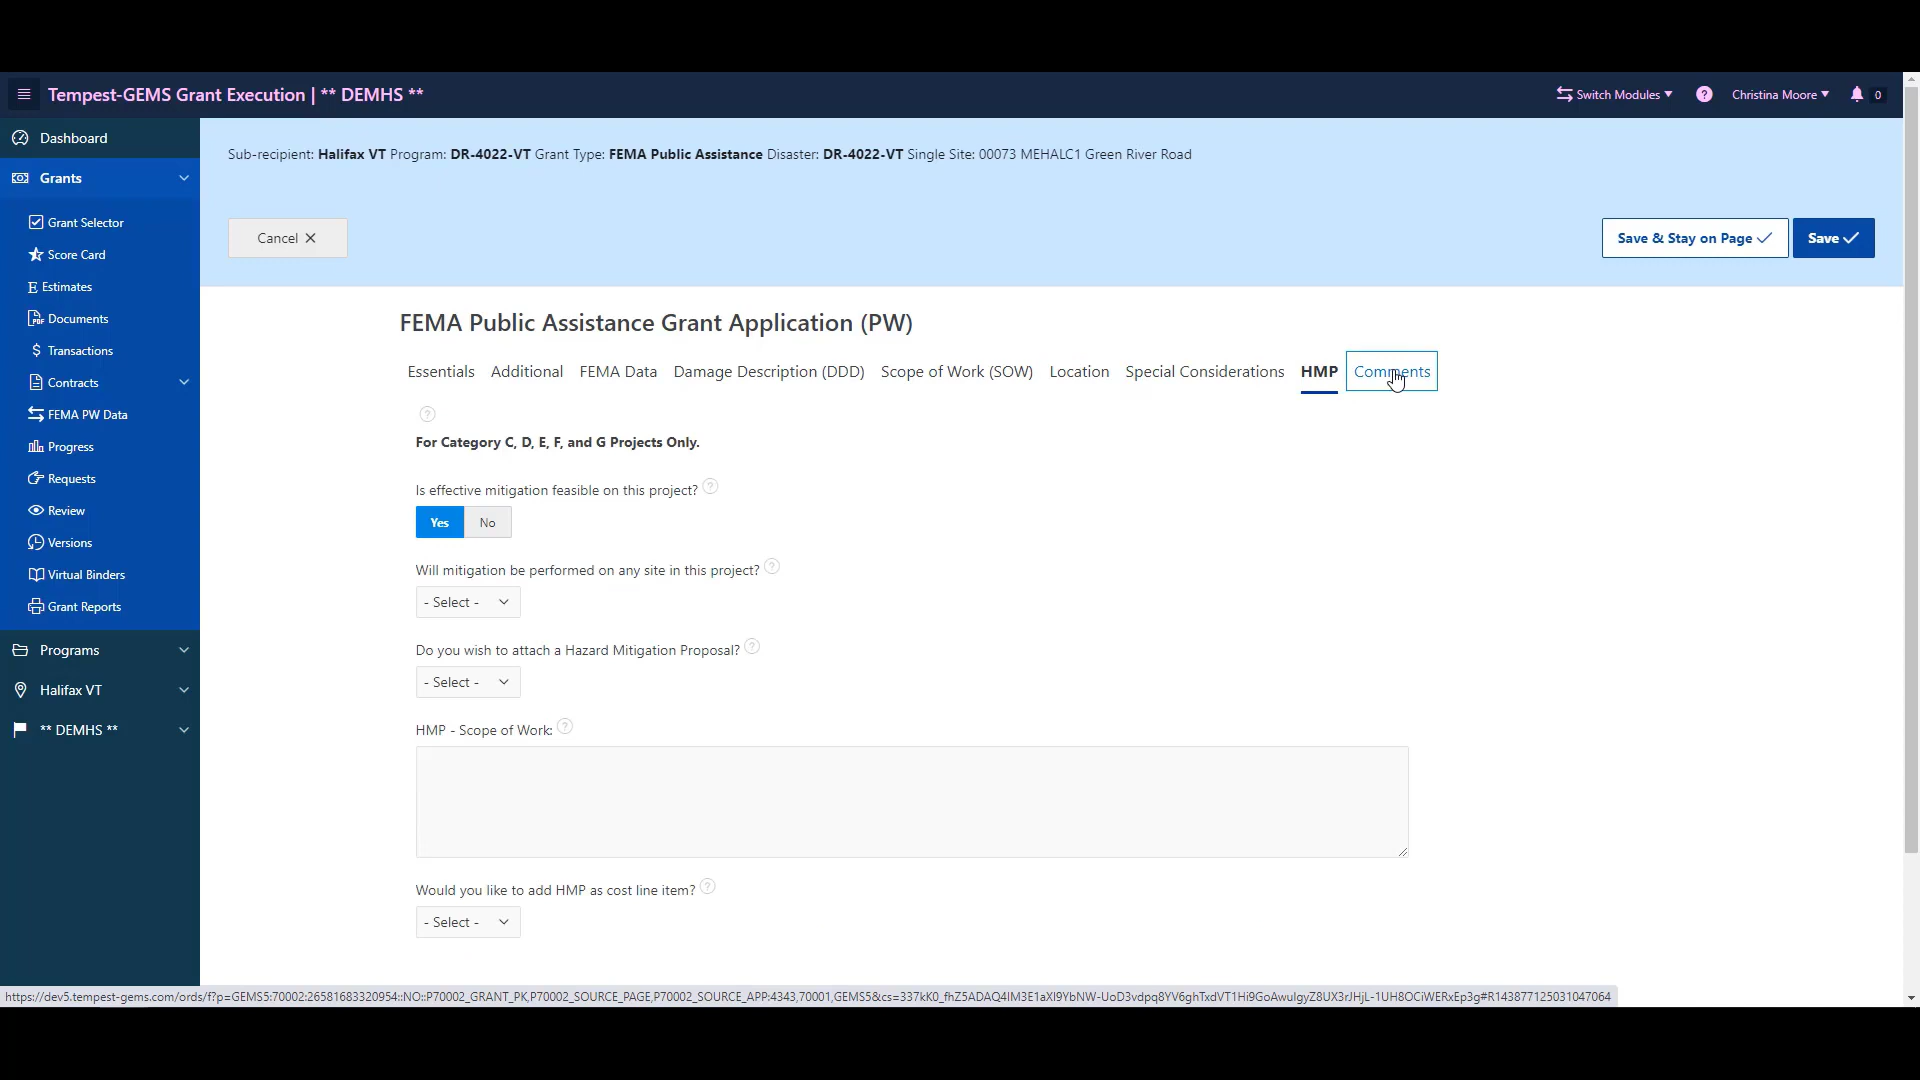 Tempest-GEMS Grant Execution | ** DEMHS **
Switch Modules
?
Christina Moore
0
Dashboard
Grants
Grant Selector
Score Card
E Estimates
Documents
$ Transactions
Contracts
FEMA PW Data
Progress
Requests
Review
Versions
Virtual Binders
Grant Reports
Programs
Halifax VT
** DEMHS **
Sub-recipient: Halifax VT Program: DR-4022-VT Grant Type: FEMA Public Assistance Disaster: DR-4022-VT Single Site: 00073 MEHALC1 Green River Road
Cancel
Save & Stay on Page
Save
FEMA Public Assistance Grant Application (PW)
Essentials Additional FEMA Data Damage Description (DDD) Scope of Work (SOW) Location Special Considerations HMP Comments
?
For Category C, D, E, F, and G Projects Only.
Is effective mitigation feasible on this project? ?
Yes No
Will mitigation be performed on any site in this project? ?
- Select -
Do you wish to attach a Hazard Mitigation Proposal? ?
- Select -
HMP - Scope of Work: ?
Would you like to add HMP as cost line item? ?
- Select -